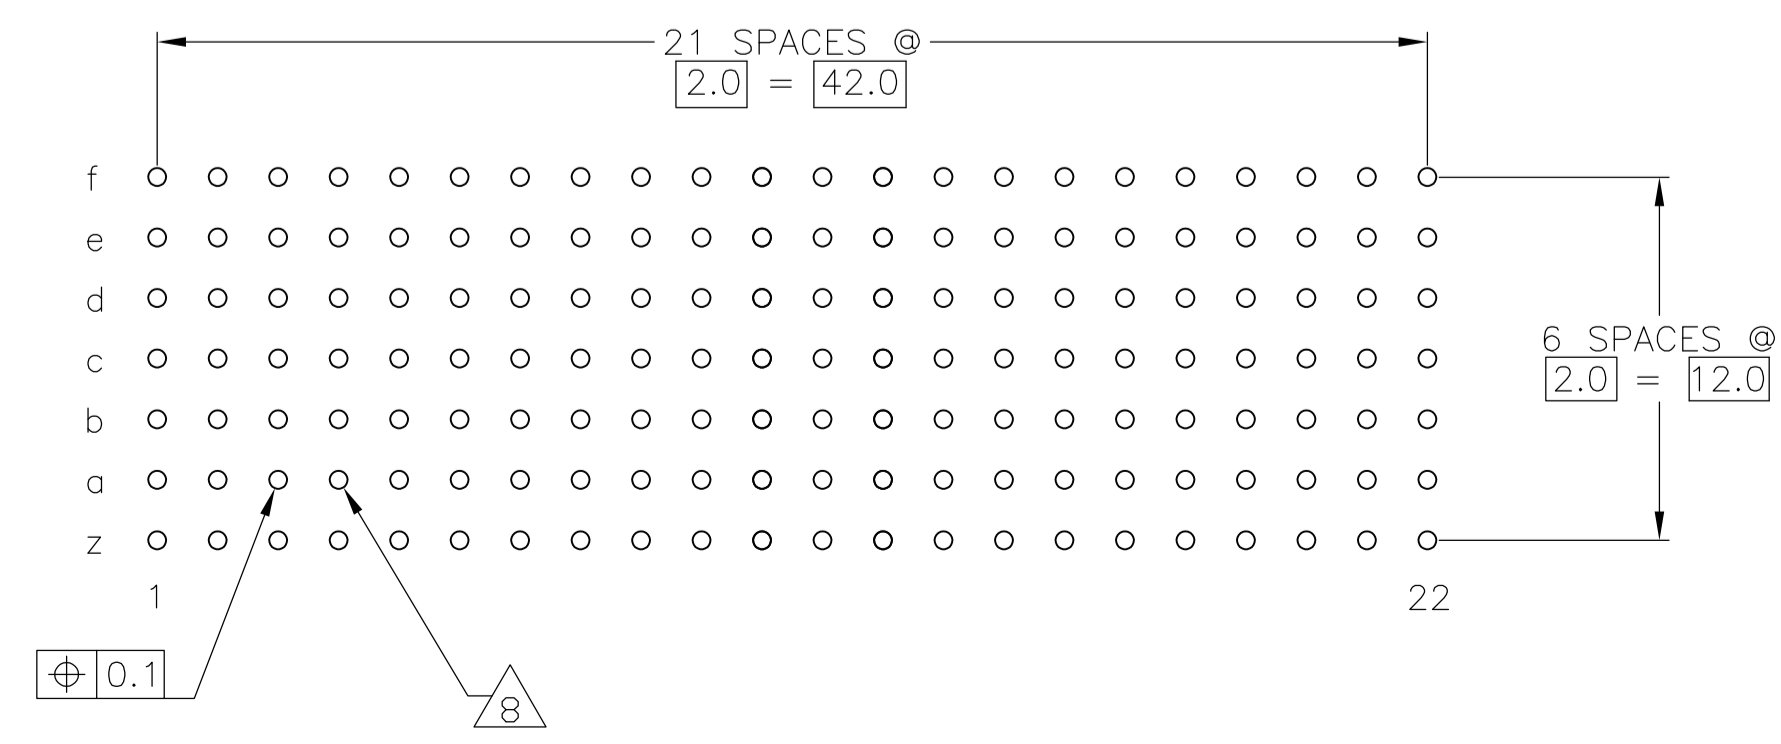 21 SPACES @
2.0 = 42.0
f
e
d
c
b
a
z
6 SPACES @
2.0 = 12.0
1
22
⌖ 0.1
8